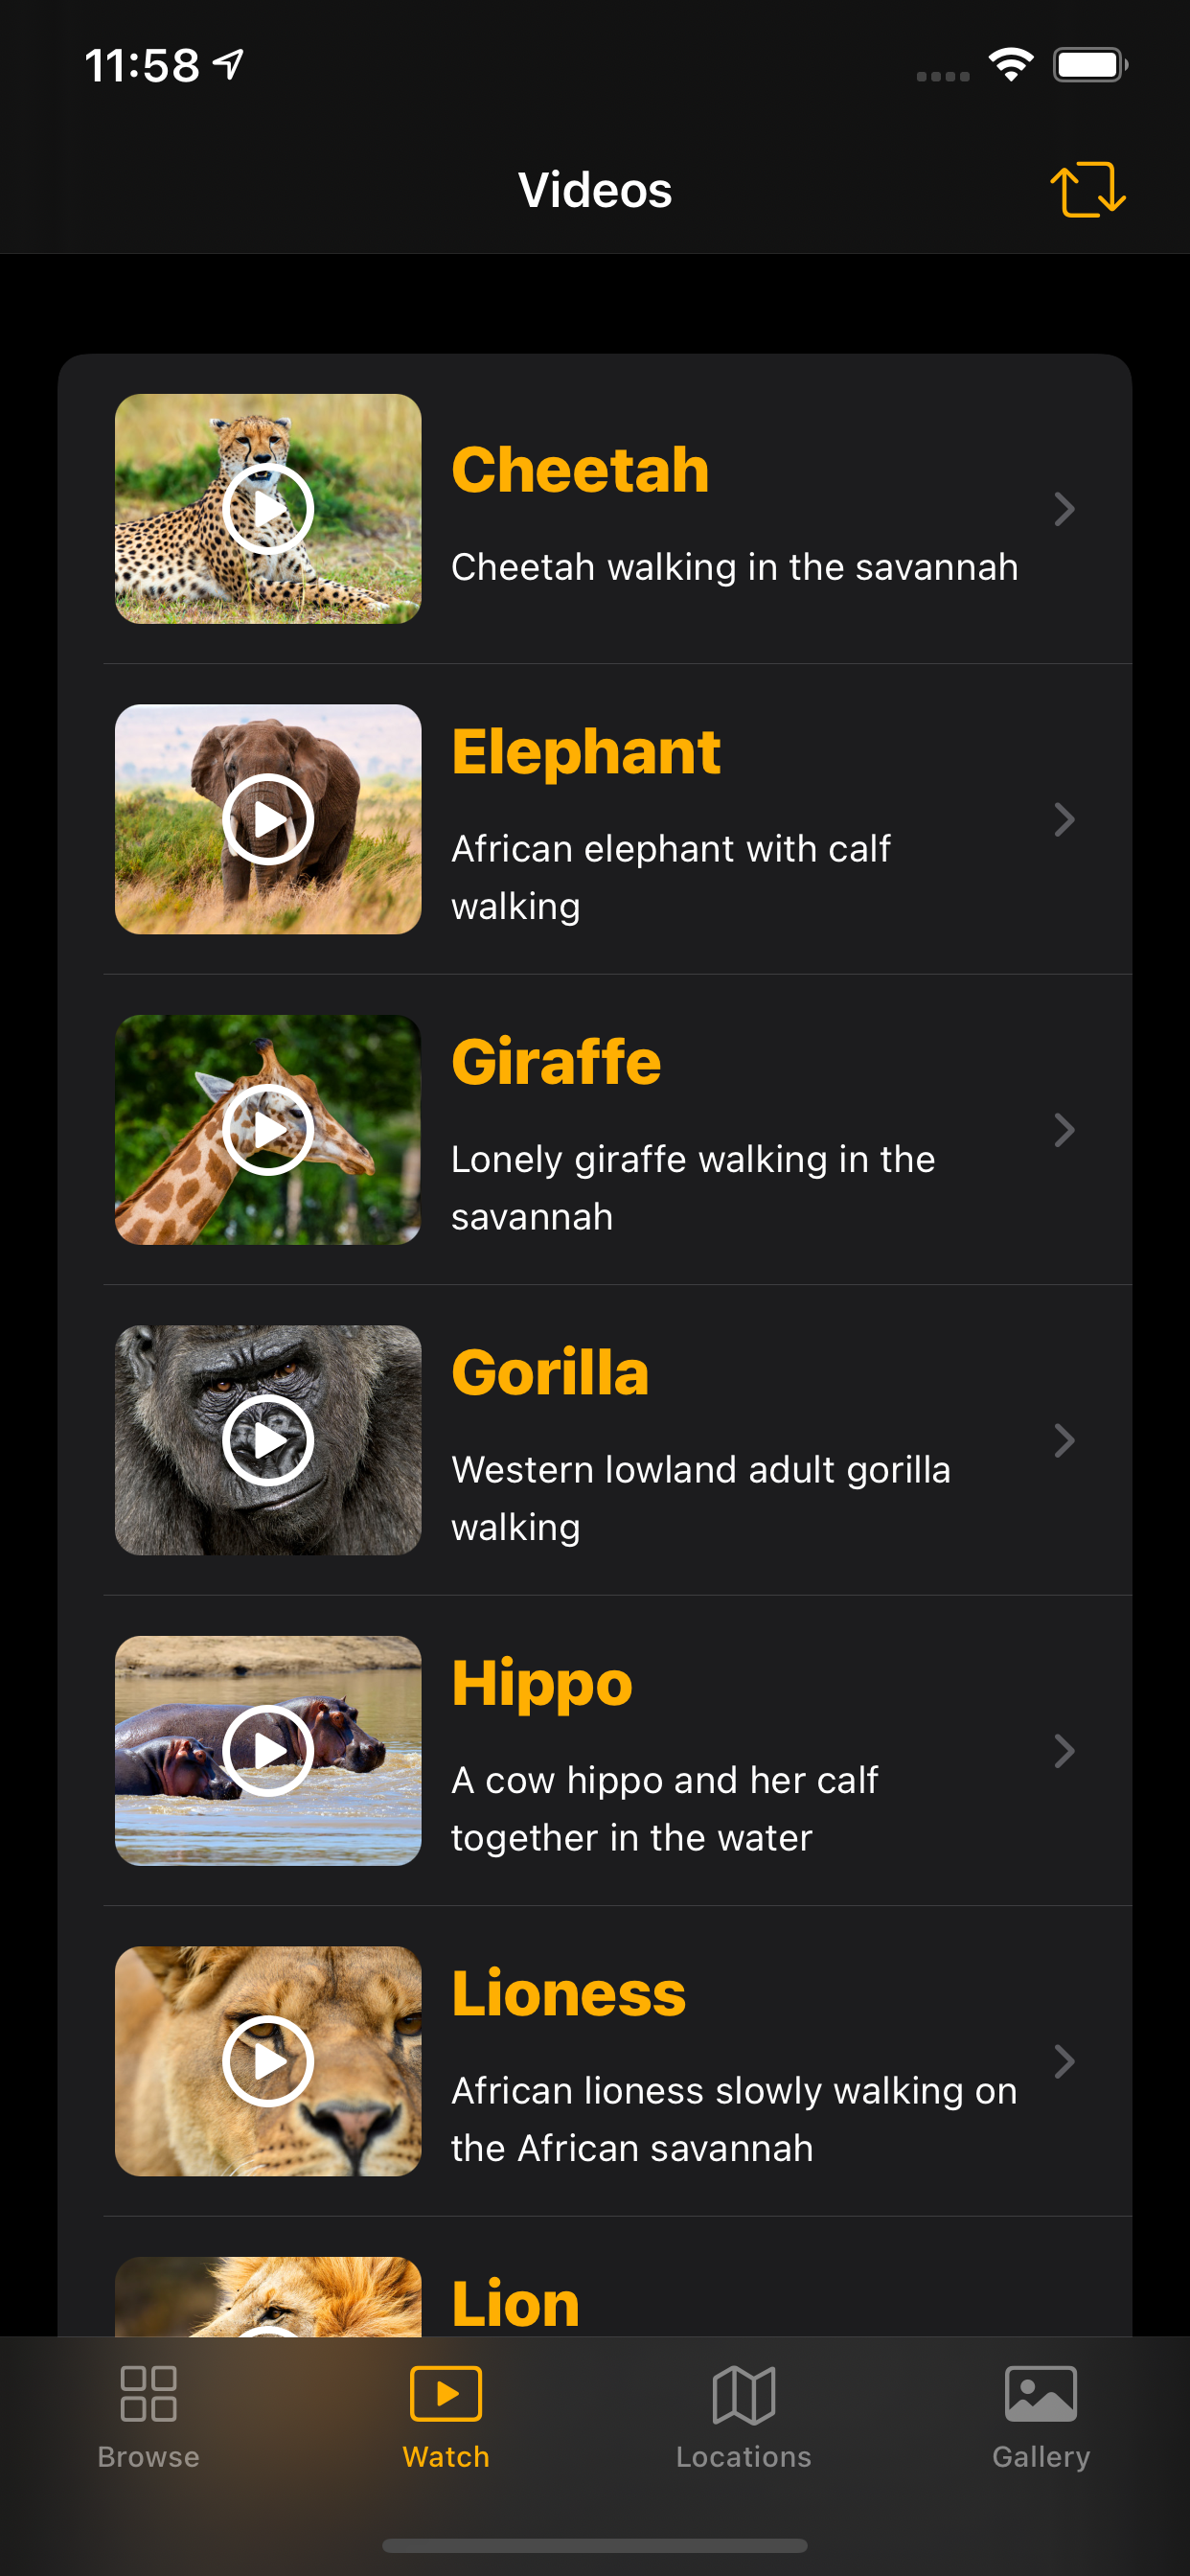 11:58
Videos
Cheetah
Cheetah walking in the savannah
Elephant
African elephant with calf
walking
Giraffe
Lonely giraffe walking in the
savannah
Gorilla
Western lowland adult gorilla
walking
Hippo
A cow hippo and her calf
together in the water
Lioness
African lioness slowly walking on
the African savannah
Lion
Browse
Watch
Locations
Gallery